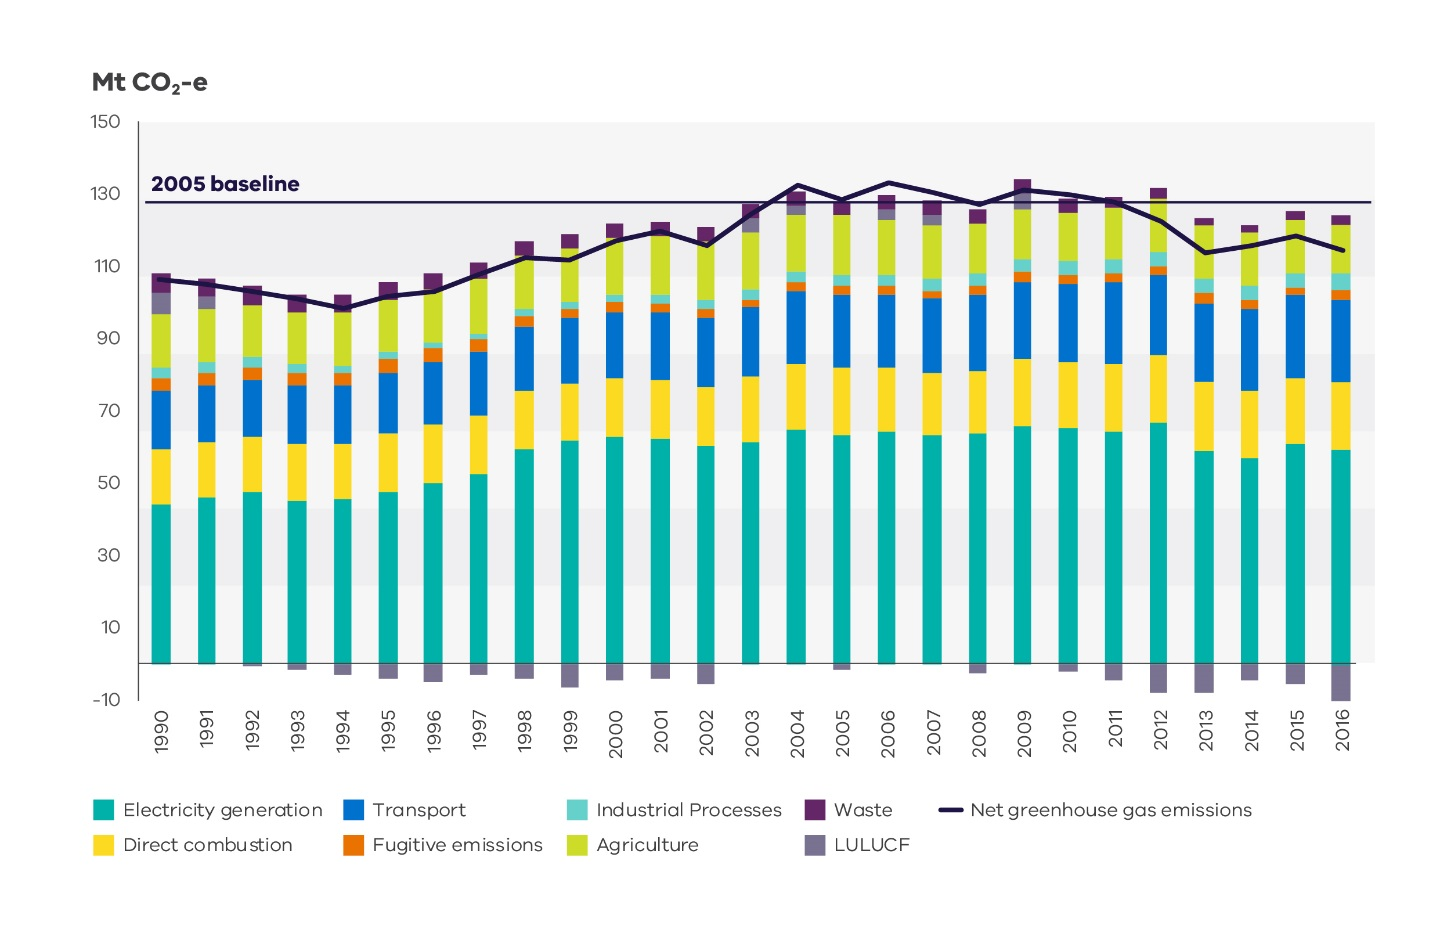 Mt CO₂-e
150
2005 baseline
130
110
90
70
50
30
10
-10
1990 1991 1992 1993 1994 1995 1996 1997 1998 1999 2000 2001 2002 2003 2004 2005 2006 2007 2008 2009 2010 2011 2012 2013 2014 2015 2016
Electricity generation Transport Industrial Processes Waste Net greenhouse gas emissions
Direct combustion Fugitive emissions Agriculture LULUCF